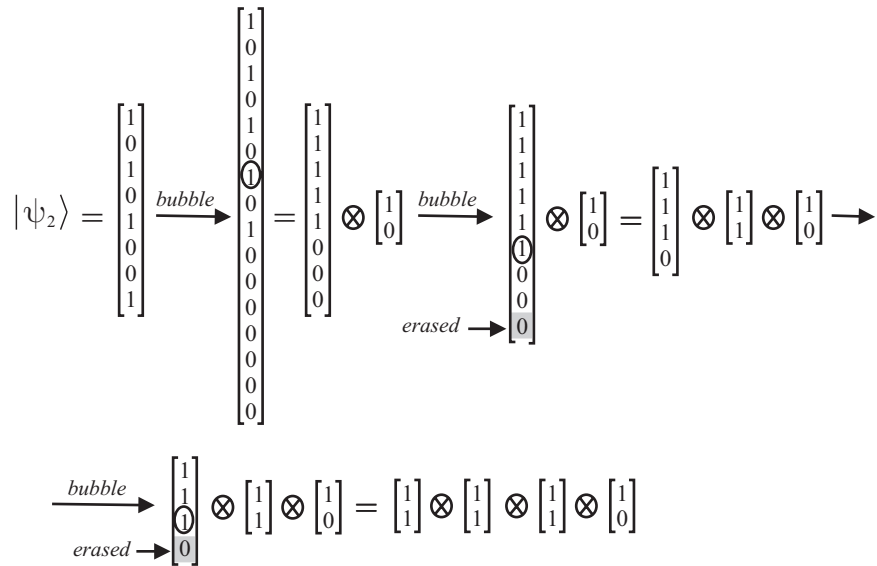 |ψ₂⟩ = [1 0 1 0 1 0 0 1] bubble [1 0 1 0 1 0 1 0 1 0 0 0 0 0 0 0] = [1 1 1 1 1 0 0 0] ⊗ [1 0] bubble [1 1 1 1 1 1 0 0 0] ⊗ [1 0] = [1 1 1 0] ⊗ [1 1] ⊗ [1 0]
erased
bubble [1 1 1 0] ⊗ [1 1] ⊗ [1 0] = [1 1] ⊗ [1 1] ⊗ [1 1] ⊗ [1 0]
erased